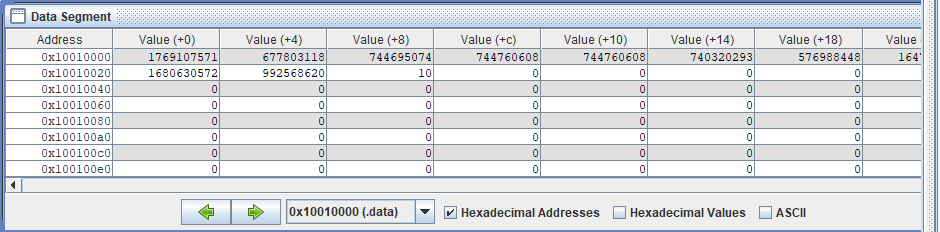 Data Segment
Address Value (+0) Value (+4) Value (+8) Value (+c) Value (+10) Value (+14) Value (+18) Value
0x10010000 1769107571 677803118 744695074 744760608 744760608 740320293 576988448 164
0x10010020 1680630572 992568620 10 0 0 0 0
0x10010040 0 0 0 0 0 0 0
0x10010060 0 0 0 0 0 0 0
0x10010080 0 0 0 0 0 0 0
0x100100a0 0 0 0 0 0 0 0
0x100100c0 0 0 0 0 0 0 0
0x100100e0 0 0 0 0 0 0 0
0x10010000 (.data) Hexadecimal Addresses Hexadecimal Values ASCII